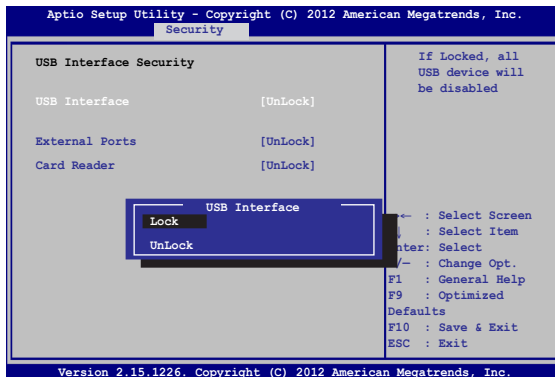 Aptio Setup Utility - Copyright (C) 2012 American Megatrends, Inc.
Security
USB Interface Security
USB Interface [UnLock]
External Ports [UnLock]
Card Reader [UnLock]
USB Interface
Lock
UnLock
If Locked, all
USB device will
be disabled
← : Select Screen
: Select Item
nter: Select
/— : Change Opt.
F1 : General Help
F9 : Optimized
Defaults
F10 : Save & Exit
ESC : Exit
Version 2.15.1226. Copyright (C) 2012 American Megatrends, Inc.